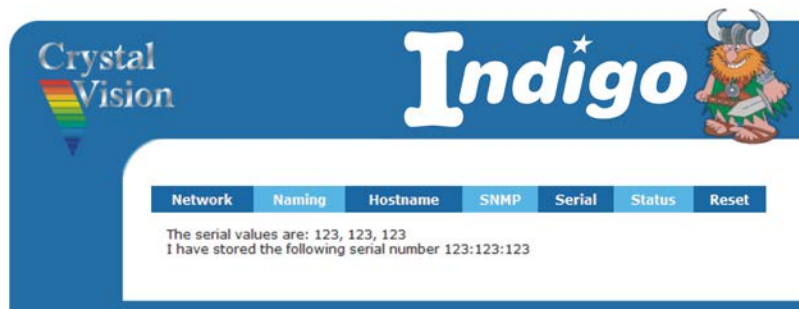 Crystal
Vision
Indigo
Network Naming Hostname SNMP Serial Status Reset
The serial values are: 123, 123, 123
I have stored the following serial number 123:123:123